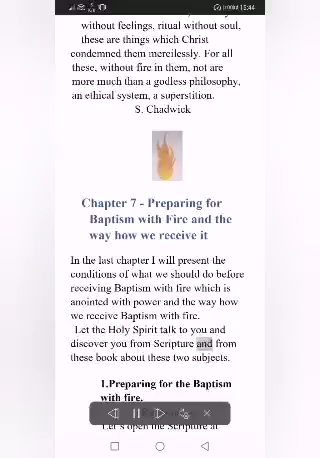 15:44
without feelings, ritual without soul,
these are things which Christ
condemned them mercilessly. For all
these, without fire in them, not are
more much than a godless philosophy,
an ethical system, a superstition.
S. Chadwick
Chapter 7 - Preparing for
Baptism with Fire and the
way how we receive it
In the last chapter I will present the
conditions of what we should do before
receiving Baptism with fire which is
anointed with power and the way how
we receive Baptism with fire.
Let the Holy Spirit talk to you and
discover you from Scripture and from
these book about these two subjects.
1.Preparing for the Baptism
with fire.
Let's open the Scripture at